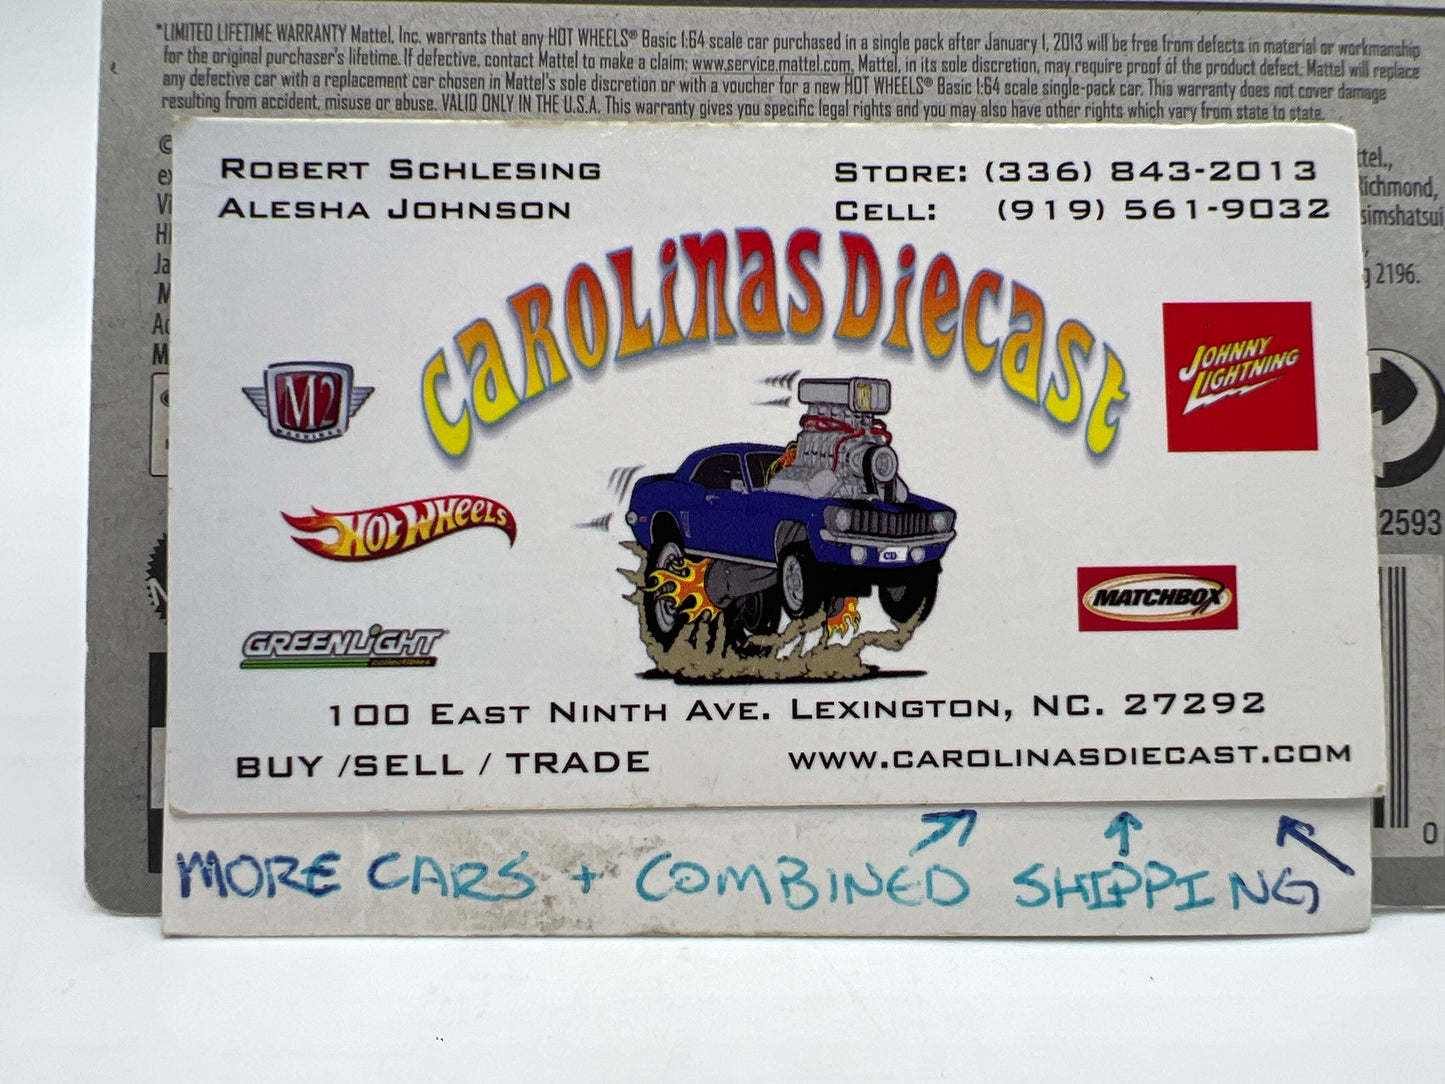 *LIMITED LIFETIME WARRANTY Mattel, Inc. warrants that any HOT WHEELS® Basic 1:64 scale car purchased in a single pack after January 1, 2013 will be free from defects in material or workmanship
for the original purchaser's lifetime. If defective, contact Mattel to make a claim; www.service.mattel.com. Mattel, in its sole discretion, may require proof of the product defect. Mattel will replace
any defective car with a replacement car chosen in Mattel's sole discretion or with a voucher for a new HOT WHEELS® Basic 1:64 scale single-pack car. This warranty does not cover damage
resulting from accident, misuse or abuse. VALID ONLY IN THE U.S.A. This warranty gives you specific legal rights and you may also have other rights which vary from state to state.
Richmond,
simshatsui
2196.
2593
0
ROBERT SCHLESING
ALESHA JOHNSON
STORE: (336) 843-2013
CELL: (919) 561-9032
CAROLINAS DIECAST
M2
MACHINES
JOHNNY
LIGHTNING
HOT WHEELS
CD
MATCHBOX
GREENLIGHT
collectibles
100 EAST NINTH AVE. LEXINGTON, NC. 27292
BUY /SELL / TRADE
WWW.CAROLINASDIECAST.COM
MORE CARS + COMBINED SHIPPING